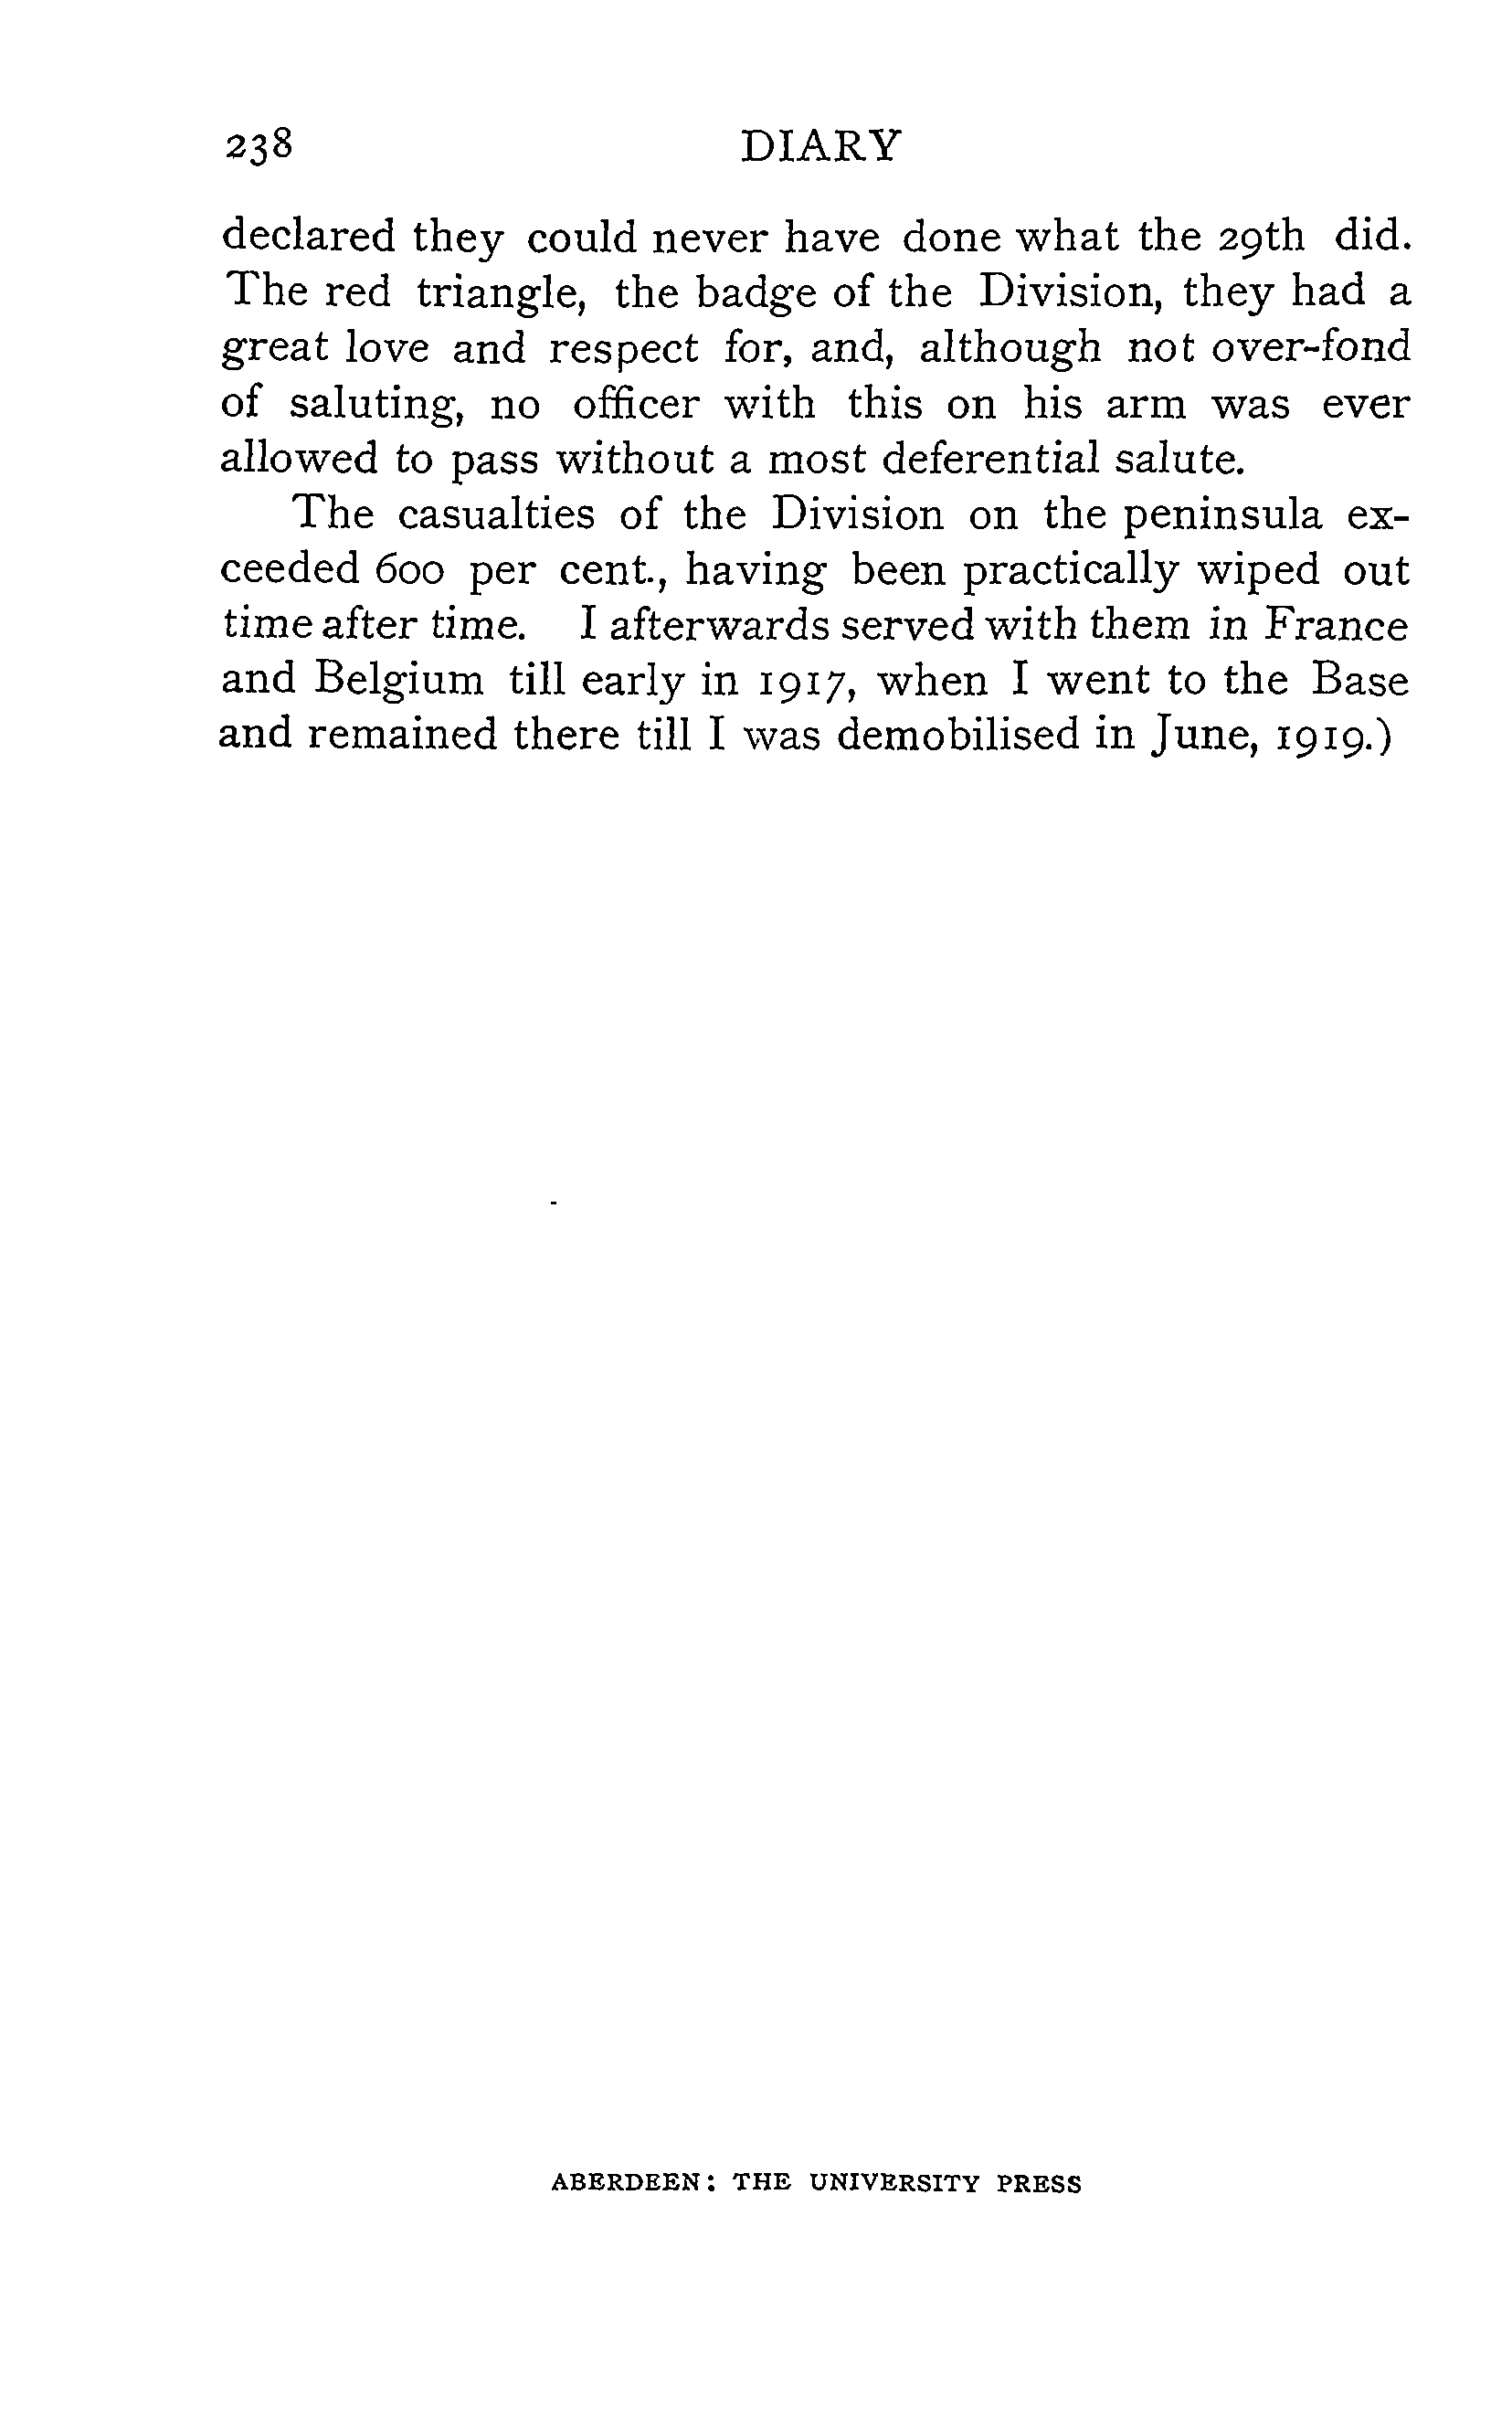 238 DIARY
declared they could never have done what the 29th did.
The red triangle, the badge of the Division, they had a
great love and respect for, and, although not over-fond
of saluting, no officer with this on his arm was ever
allowed to pass without a most deferential salute.
The casualties of the Division on the peninsula ex-
ceeded 600 per cent., having been practically wiped out
time after time. I afterwards served with them in France
and Belgium till early in 1917, when I went to the Base
and remained there till I was demobilised in June, 1919.)
ABERDEEN: THE UNIVERSITY PRESS